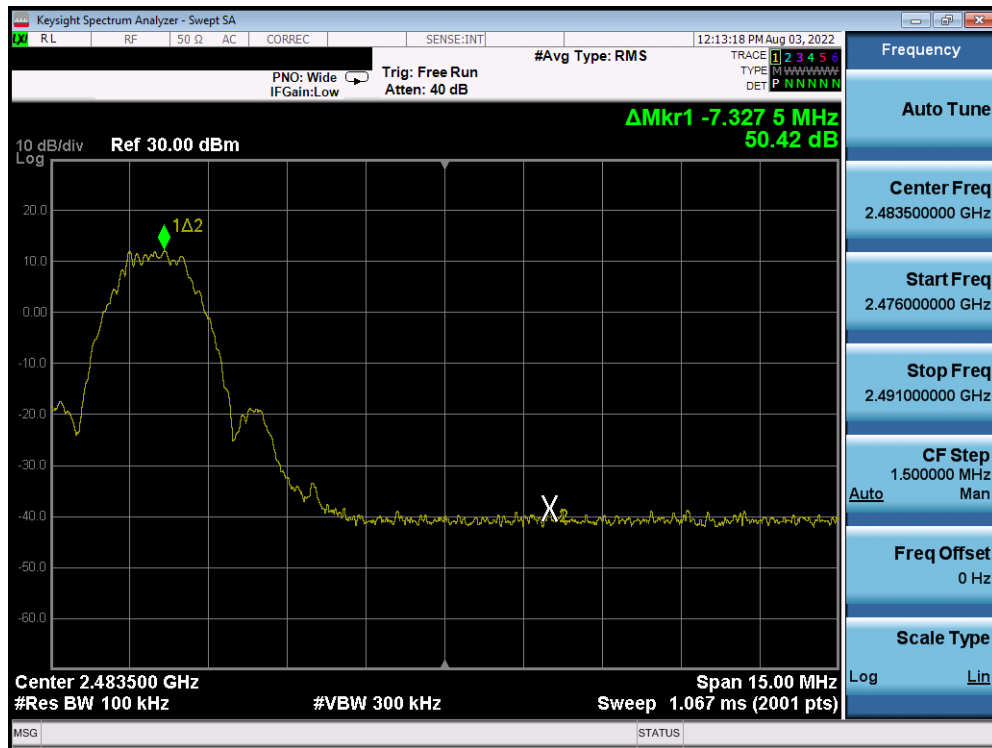 Keysight Spectrum Analyzer - Swept SA
LXI RL RF 50 Ω AC CORREC SENSE:INT 12:13:18 PM Aug 03, 2022
#Avg Type: RMS
TRACE 1 2 3 4 5 6
TYPE M W W W W W
DET P N N N N N
PNO: Wide
IFGain:Low
Trig: Free Run
Atten: 40 dB
ΔMkr1 -7.327 5 MHz
50.42 dB
10 dB/div Ref 30.00 dBm
Log
1Δ2
20.0
10.0
0.00
-10.0
-20.0
-30.0
-40.0
-50.0
-60.0
X
2
Center 2.483500 GHz Span 15.00 MHz
#Res BW 100 kHz #VBW 300 kHz Sweep 1.067 ms (2001 pts)
MSG STATUS
Frequency
Auto Tune
Center Freq
2.483500000 GHz
Start Freq
2.476000000 GHz
Stop Freq
2.491000000 GHz
CF Step
1.500000 MHz
Auto Man
Freq Offset
0 Hz
Scale Type
Log Lin